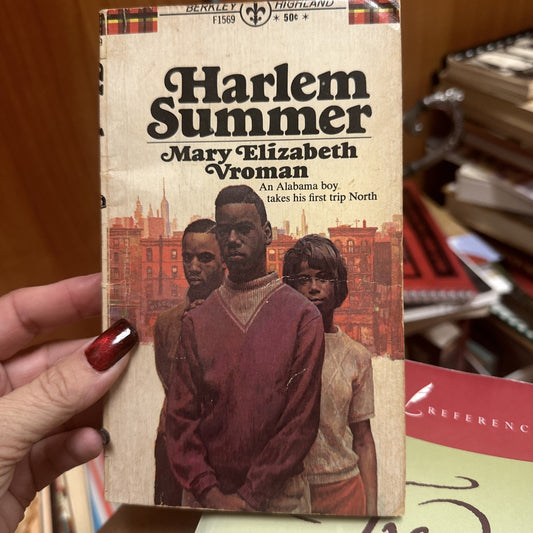 BERKLEY HIGHLAND
F1569 * 50¢ *
Harlem
Summer
Mary Elizabeth
Vroman
An Alabama boy
takes his first trip North
REFERENC